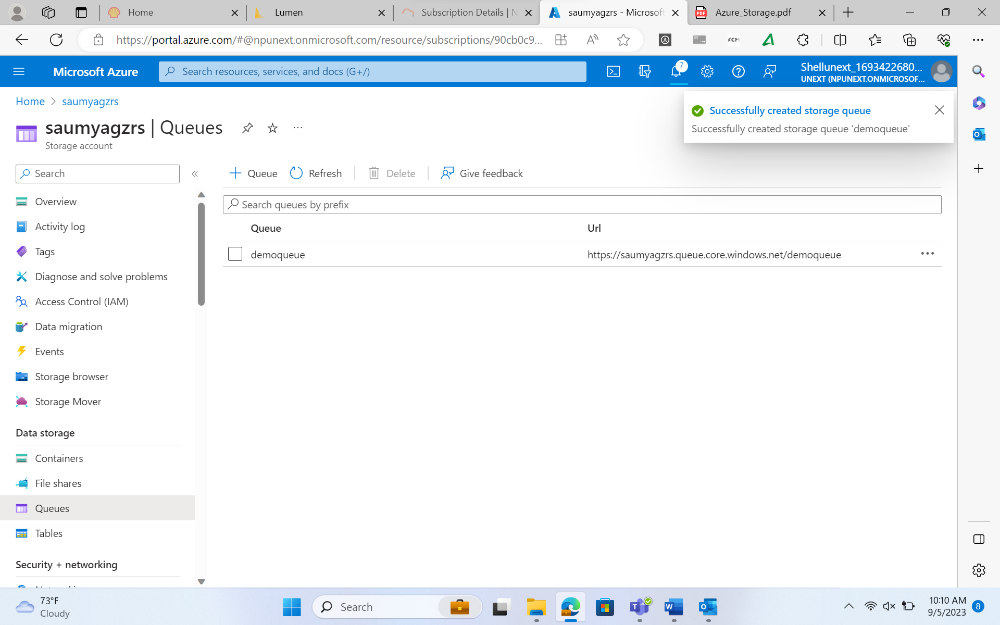 Home
Lumen
Subscription Details | N
saumyagzrs - Microsoft
PDF
Azure_Storage.pdf
https://portal.azure.com/#@npunext.onmicrosoft.com/resource/subscriptions/90cb0c9...
FCM
Microsoft Azure
Search resources, services, and docs (G+/)
7
Shellunext_1693422680...
UNEXT (NPUNEXT.ONMICROSOF...
Home > saumyagzrs
Successfully created storage queue
Successfully created storage queue 'demoqueue'
saumyagzrs | Queues
Storage account
Search
Queue
Refresh
Delete
Give feedback
Search queues by prefix
Queue
Url
demoqueue
https://saumyagzrs.queue.core.windows.net/demoqueue
Overview
Activity log
Tags
Diagnose and solve problems
Access Control (IAM)
Data migration
Events
Storage browser
Storage Mover
Data storage
Containers
File shares
Queues
Tables
Security + networking
73°F
Cloudy
Search
10:10 AM
9/5/2023
8